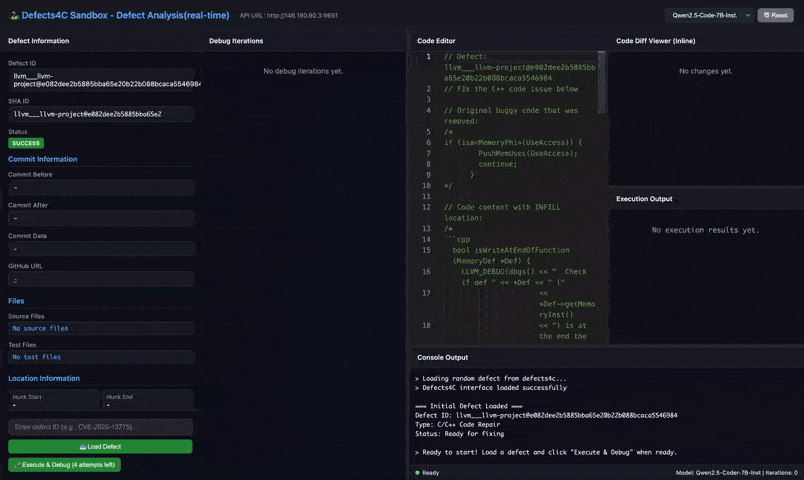 Defects4C Sandbox - Defect Analysis(real-time)
API URL: http://146.190.90.3:9661
Qwen2.5-Code-7B-Inst.
Reset
Defect Information
Defect ID
llvm___llvm-
project@e082dee2b5885bba65e20b22b088bcaca5546984
SHA ID
llvm___llvm-project@e082dee2b5885bba65e2
Status
SUCCESS
Commit Information
Commit Before
-
Commit After
-
Commit Date
-
GitHub URL
-
Files
Source Files
No source files
Test Files
No test files
Location Information
Hunk Start
-
Hunk End
-
Enter defect ID (e.g., CVE-2020-13775)
Load Defect
Execute & Debug (4 attempts left)
Debug Iterations
No debug iterations yet.
Code Editor
1 // Defect:
llvm___llvm-project@e082dee2b5885bb
a65e20b22b088bcaca5546984
2 // Fix the C++ code issue below
3
4 // Original buggy code that was
removed:
5 /*
6 if (isa<MemoryPhi>(UseAccess)) {
7 PushMemUses(UseAccess);
8 continue;
9 }
10 */
11
12 // Code context with INFILL
location:
13 /*
14 ```cpp
15 bool isWriteAtEndOfFunction
(MemoryDef *Def) {
16 LLVM_DEBUG(dbgs() << "  Check
if def " << *Def << " ("
17 <<
*Def->getMemo
ryInst()
18 << ") is at
the end the
Code Diff Viewer (Inline)
No changes yet.
Execution Output
No execution results yet.
Console Output
> Loading random defect from defects4c...
> Defects4C interface loaded successfully
=== Initial Defect Loaded ===
Defect ID: llvm___llvm-project@e082dee2b5885bba65e20b22b088bcaca5546984
Type: C/C++ Code Repair
Status: Ready for fixing
> Ready to start! Load a defect and click "Execute & Debug" when ready.
Ready
Model: Qwen2.5-Coder-7B-Inst | Iterations: 0